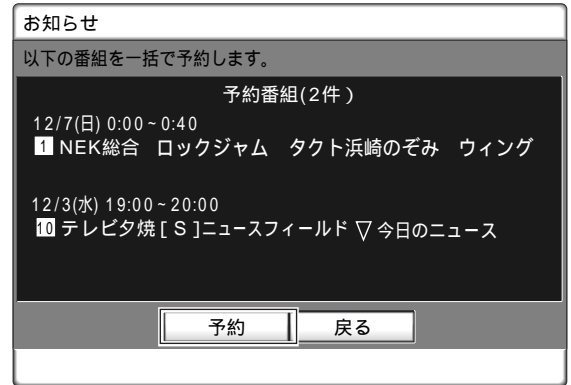 お知らせ
以下の番組を一括で予約します。
予約番組(2件)
12/7(日) 0:00~0:40
1 NEK総合　ロックジャム　タクト浜崎のぞみ　ウィング
12/3(水) 19:00~20:00
10 テレビタ焼[S]ニュースフィールド ▽今日のニュース
予約　戻る